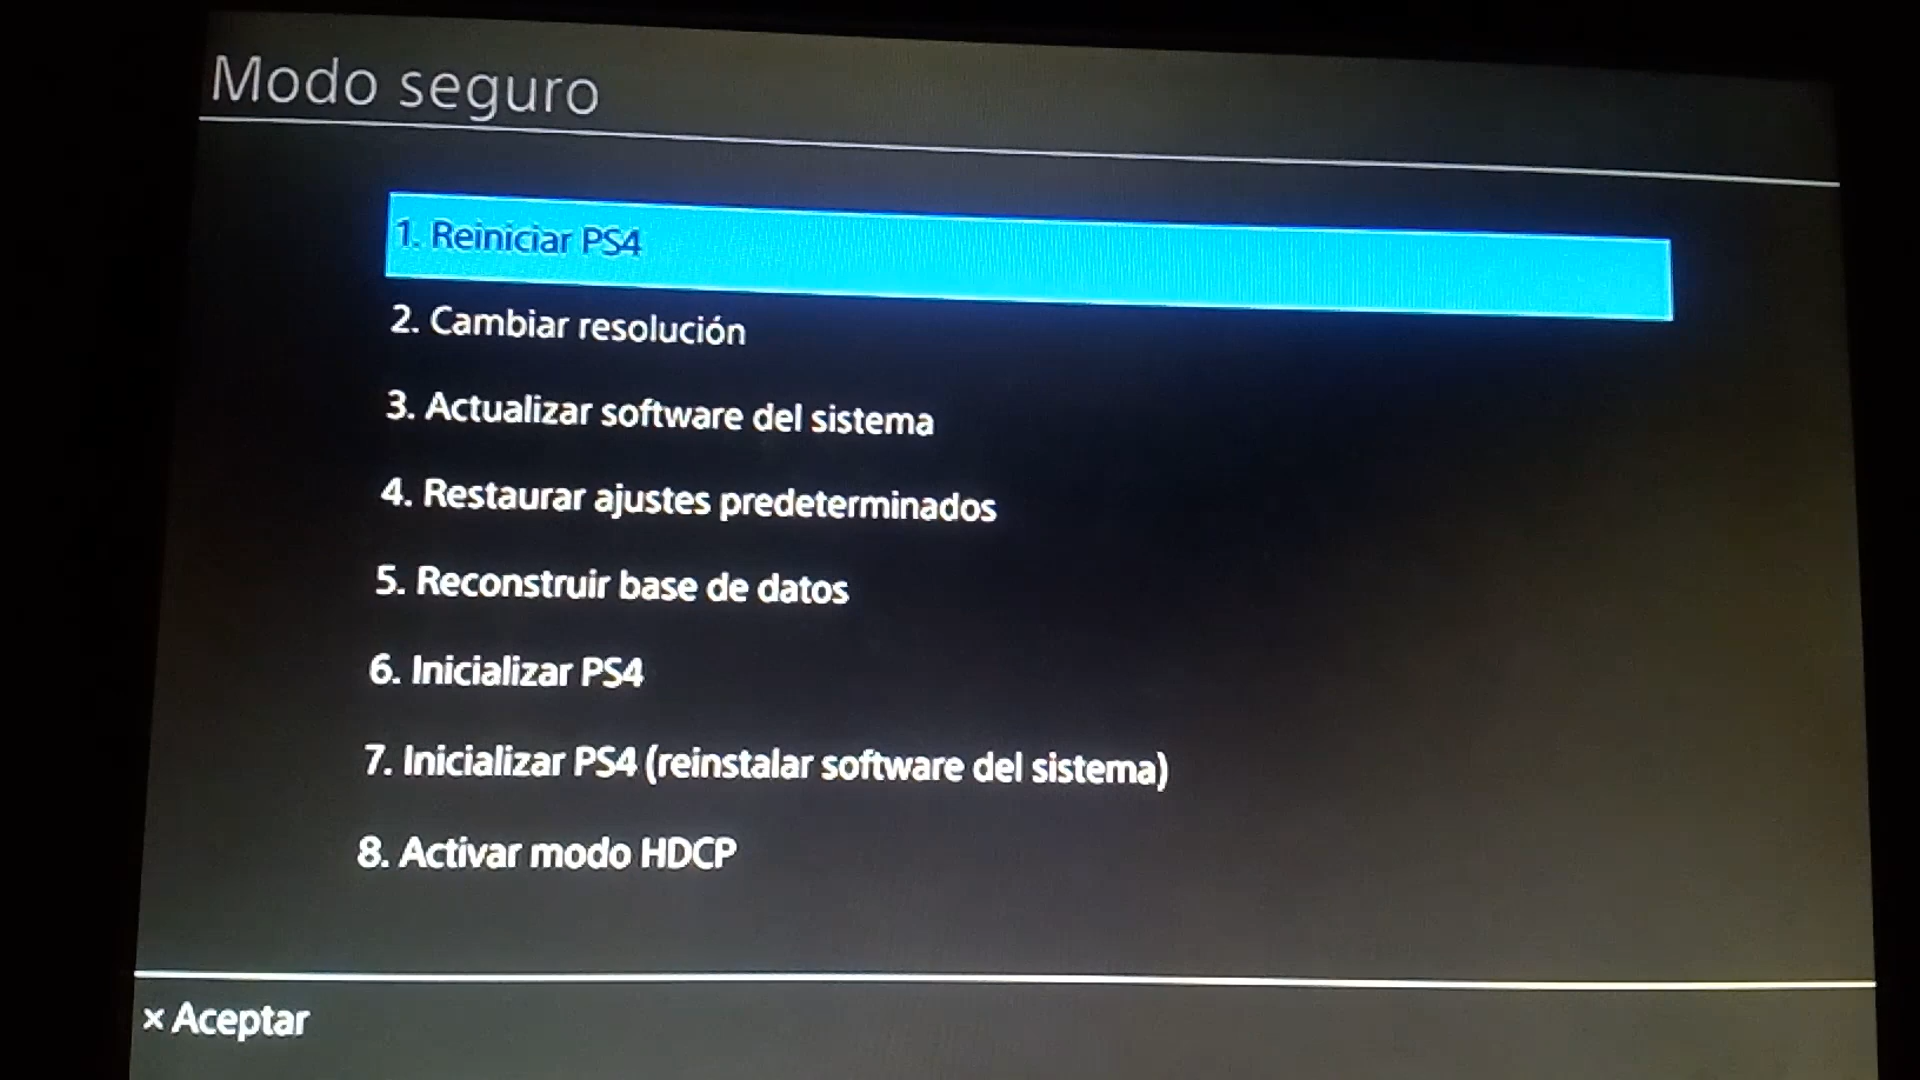 Modo seguro
1. Reiniciar PS4
2. Cambiar resolución
3. Actualizar software del sistema
4. Restaurar ajustes predeterminados
5. Reconstruir base de datos
6. Inicializar PS4
7. Inicializar PS4 (reinstalar software del sistema)
8. Activar modo HDCP
× Aceptar